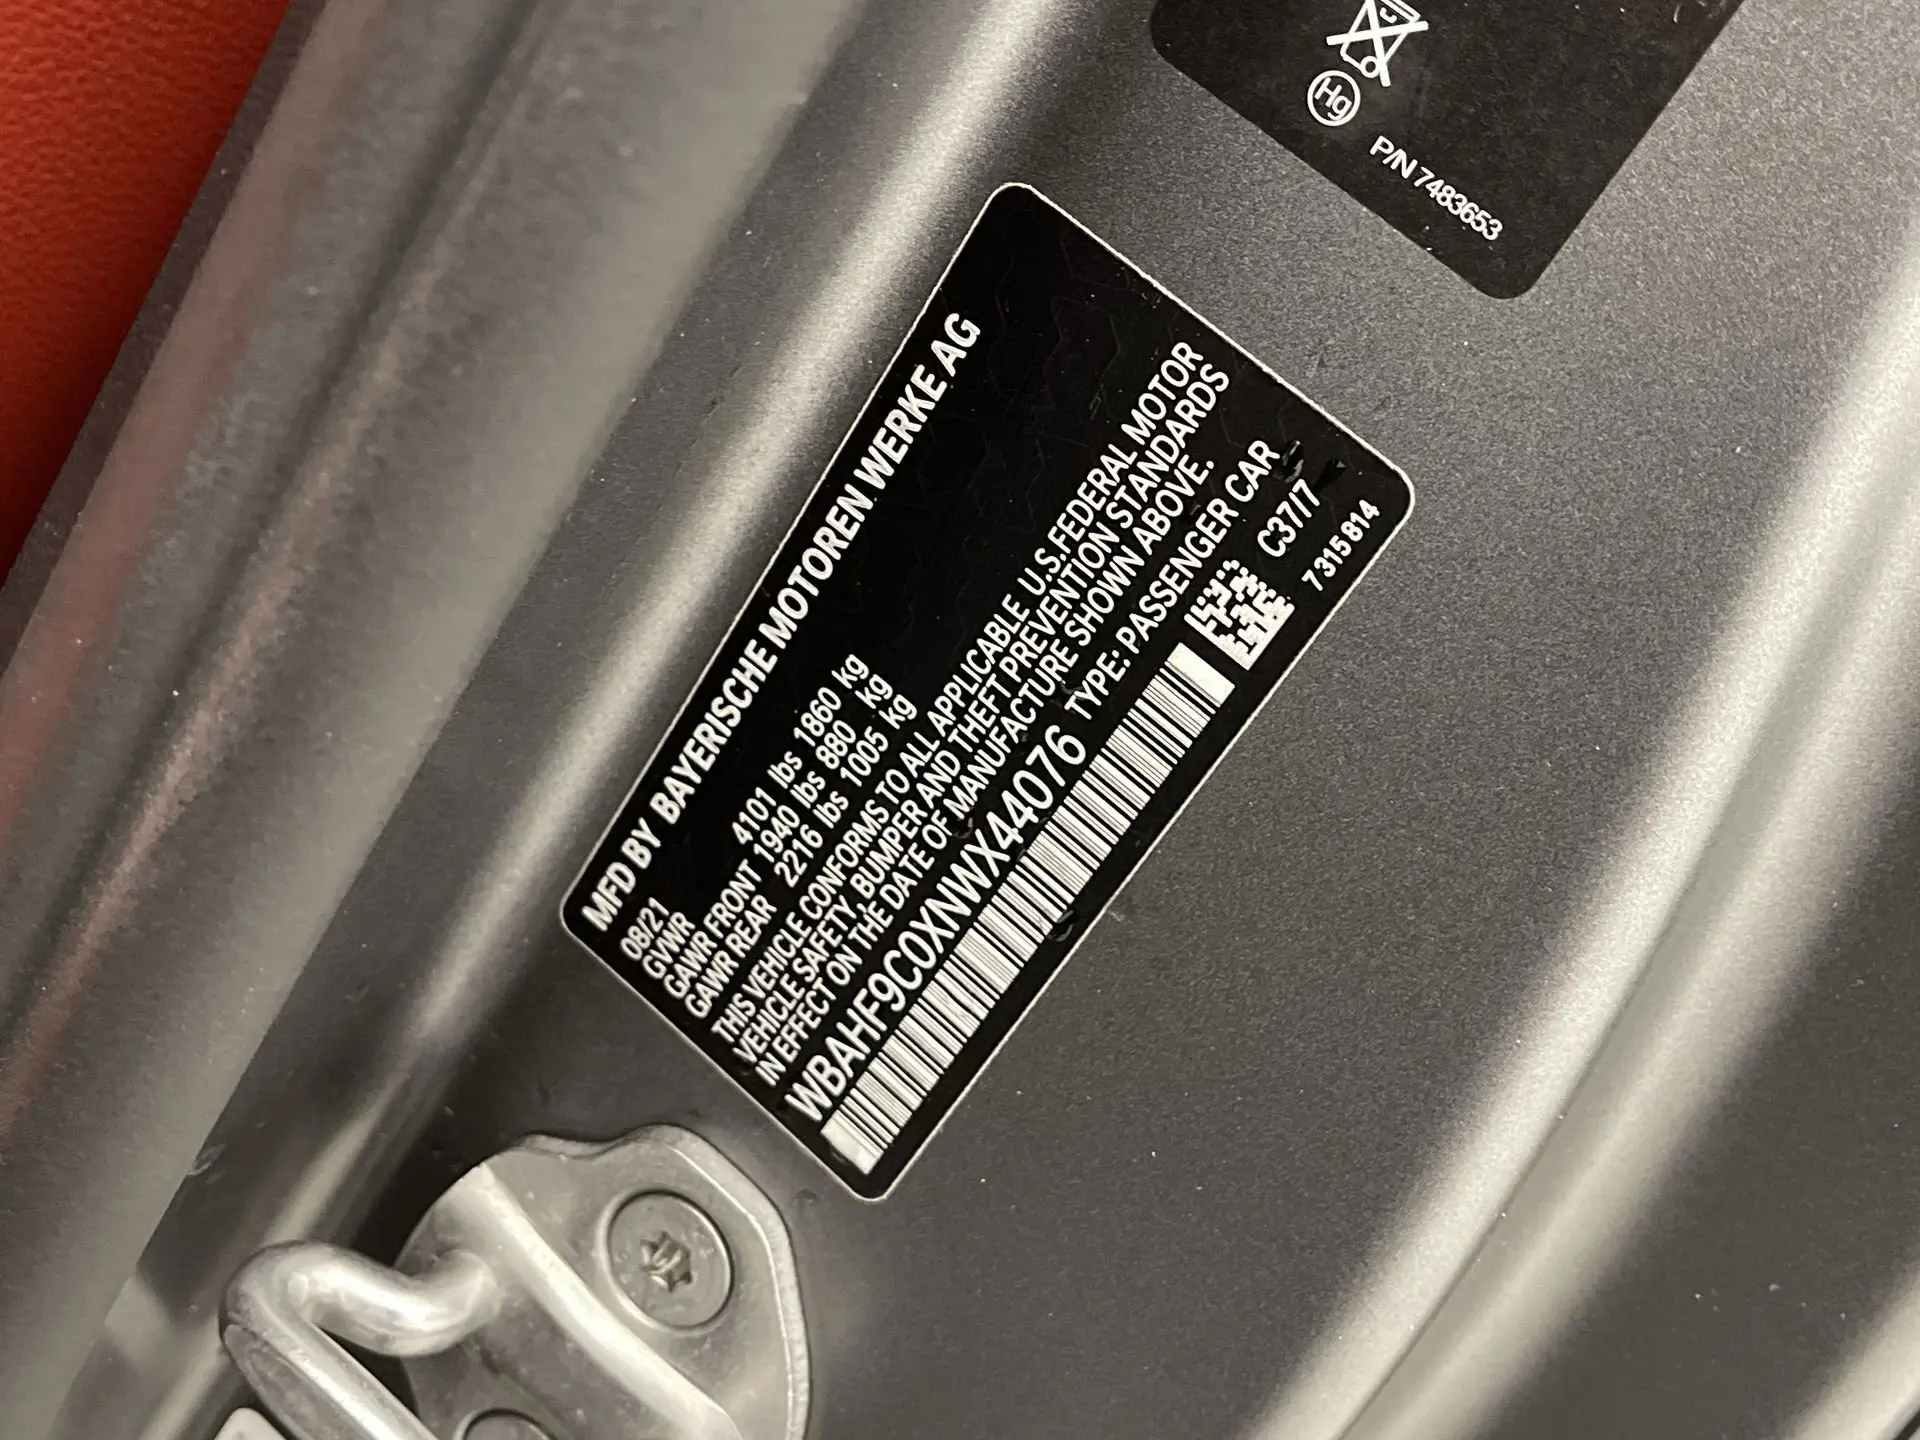 Hg
P/N 7483653
MFD BY BAYERISCHE MOTOREN WERKE AG
08/21
GVWR 4101 lbs 1860 kg
GAWR FRONT 1940 lbs 880 kg
GAWR REAR 2216 lbs 1005 kg
THIS VEHICLE CONFORMS TO ALL APPLICABLE U.S.FEDERAL MOTOR
VEHICLE SAFETY, BUMPER AND THEFT PREVENTION STANDARDS
IN EFFECT ON THE DATE OF MANUFACTURE SHOWN ABOVE.
WBAHF9C0XNWX44076 TYPE: PASSENGER CAR
C37/7
7 315 814